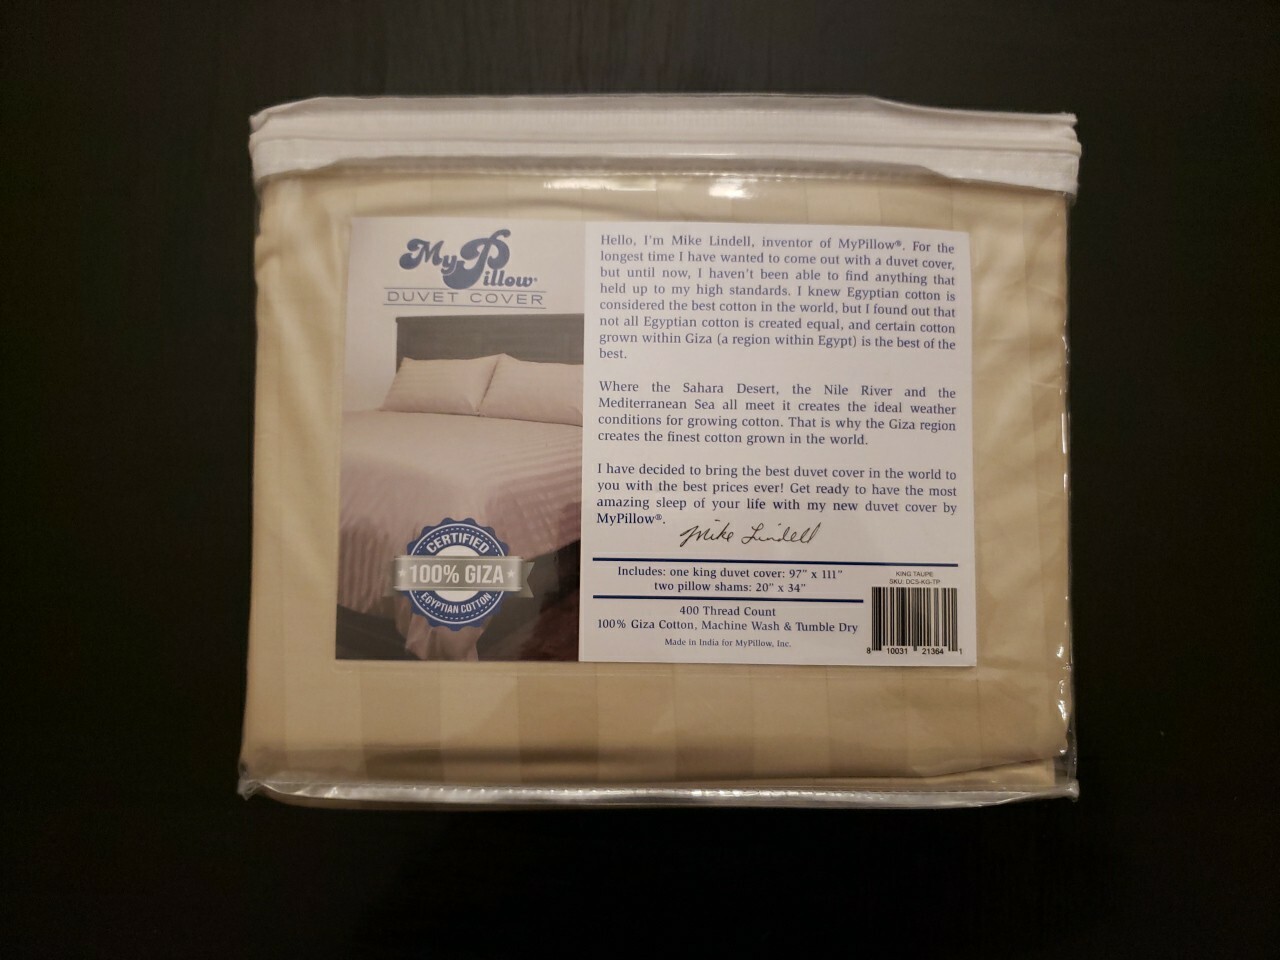 My Pillow®
DUVET COVER
CERTIFIED
100% GIZA
EGYPTIAN COTTON
Hello, I'm Mike Lindell, inventor of MyPillow®. For the
longest time I have wanted to come out with a duvet cover,
but until now, I haven't been able to find anything that
held up to my high standards. I knew Egyptian cotton is
considered the best cotton in the world, but I found out that
not all Egyptian cotton is created equal, and certain cotton
grown within Giza (a region within Egypt) is the best of the
best.
Where the Sahara Desert, the Nile River and the
Mediterranean Sea all meet it creates the ideal weather
conditions for growing cotton. That is why the Giza region
creates the finest cotton grown in the world.
I have decided to bring the best duvet cover in the world to
you with the best prices ever! Get ready to have the most
amazing sleep of your life with my new duvet cover by
MyPillow®.
Mike Lindell
Includes: one king duvet cover: 97" x 111"
two pillow shams: 20" x 34"
400 Thread Count
100% Giza Cotton, Machine Wash & Tumble Dry
Made in India for MyPillow, Inc.
KING TAUPE
SKU: DCS-KG-TP
8 10031 21364 1